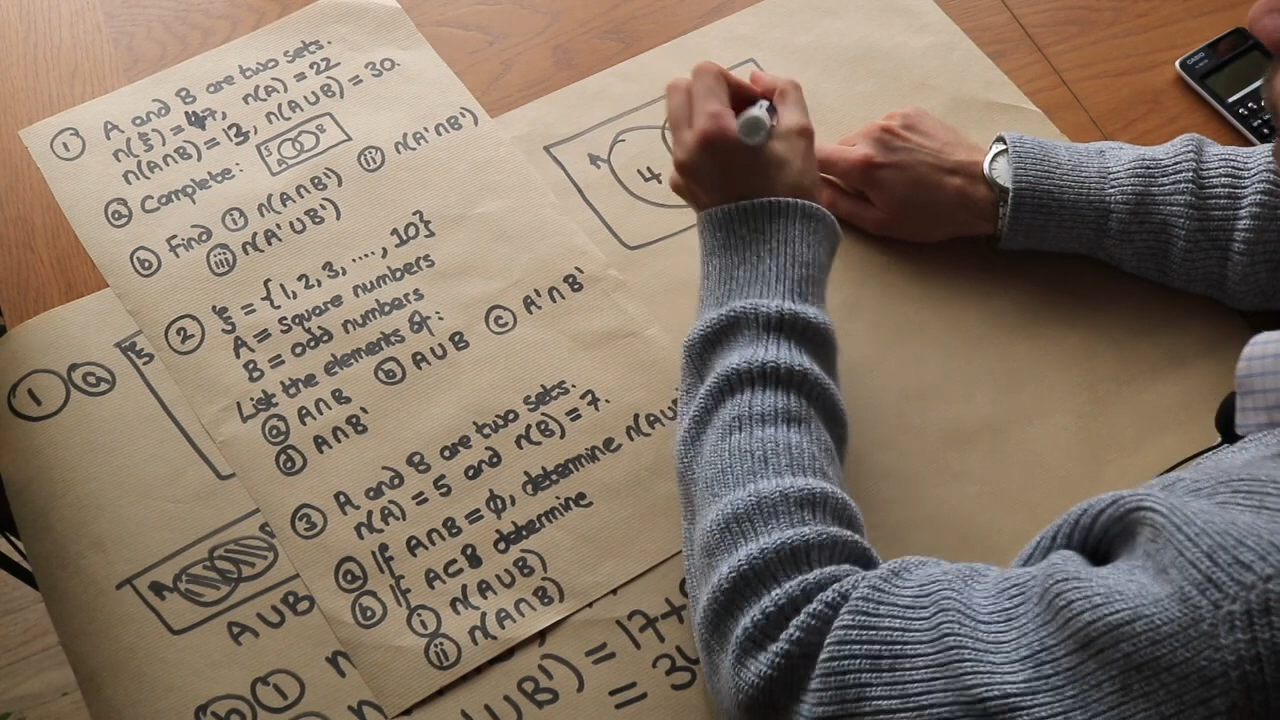 ① A and B are two sets.
n(ξ) = 47, n(A) = 22
n(A∩B) = 13, n(A∪B) = 30.
ⓐ Complete: ξ A B
ⓑ Find ⓘ n(A∩B') ⓘⓘ n(A'∩B')
ⓘⓘⓘ n(A'∪B')
② ξ = {1, 2, 3, ...., 10}
A = square numbers
B = odd numbers
List the elements of:
ⓐ A∩B ⓑ A∪B ⓒ A'∩B'
ⓓ A∩B'
③ A and B are two sets.
n(A) = 5 and n(B) = 7.
ⓐ If A∩B = ϕ, determine n(A∪
ⓑ If A⊂B determine
ⓘ n(A∪B)
ⓘⓘ n(A∩B)
A 4
① ⓐ ξ
A
A∪B
ⓑ ⓘ n
∪B') = 17+
= 3
CASIO